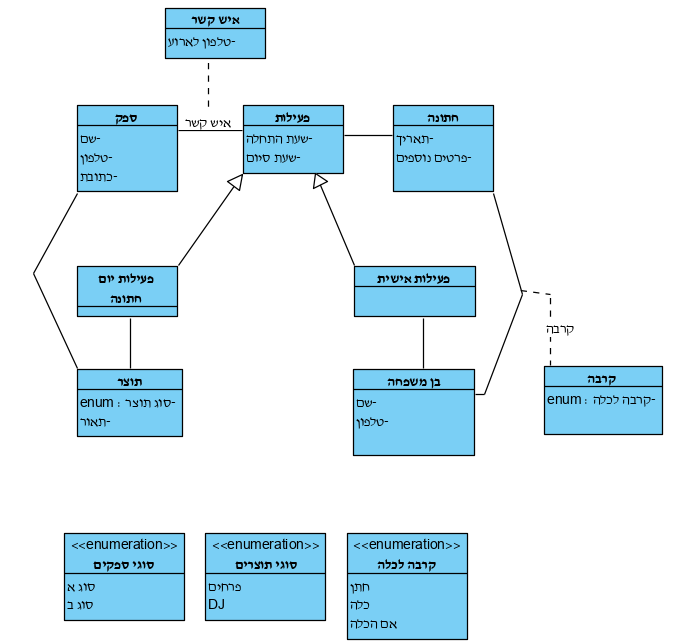 איש קשר
-טלפון לארוע
ספק
-שם
-טלפון
-כתובת
איש קשר
פעילות
-שעת התחלה
-שעת סיום
חתונה
-תאריך
-פרטים נוספים
פעילות יום
חתונה
פעילות אישית
קרבה
תוצר
-סוג תוצר : enum
-תאור
בן משפחה
-שם
-טלפון
קרבה
-קרבה לכלה : enum
<<enumeration>>
סוגי ספקים
סוג א
סוג ב
<<enumeration>>
סוגי תוצרים
פרחים
DJ
<<enumeration>>
קרבה לכלה
חתן
כלה
אם הכלה